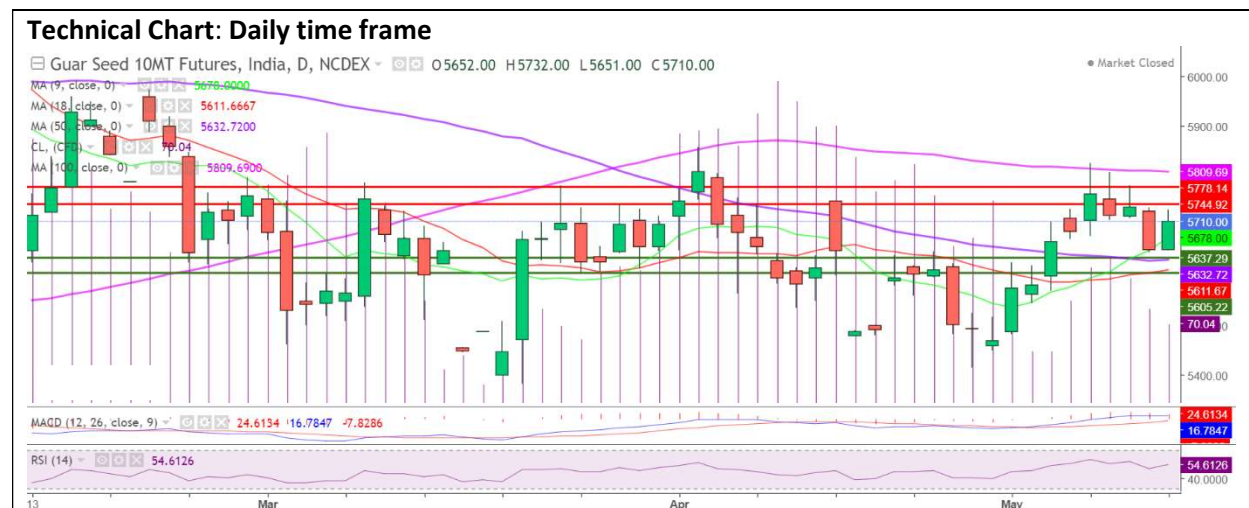 Technical Chart: Daily time frame
Guar Seed 10MT Futures, India, D, NCDEX O 5652.00 H 5732.00 L 5651.00 C 5710.00
Market Closed
MA (9, close, 0) 5678.0000
MA (18, close, 0) 5611.6667
MA (50, close, 0) 5632.7200
CL, (CFD) 70.04
MA (100, close, 0) 5809.6900
6000.00
5900.00
5809.69
5778.14
5744.92
5710.00
5678.00
5637.29
5632.72
5611.67
5605.22
70.04
5400.00
MACD (12, 26, close, 9) 24.6134 16.7847 -7.8286
24.6134
16.7847
RSI (14) 54.6126
54.6126
40.0000
13 Mar Apr May